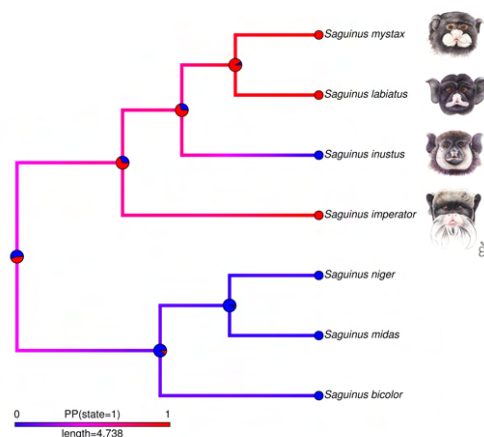 Saguinus mystax
Saguinus labiatus
Saguinus inustus
Saguinus imperator
Saguinus niger
Saguinus midas
Saguinus bicolor
0 PP(state=1) 1
length=4.738